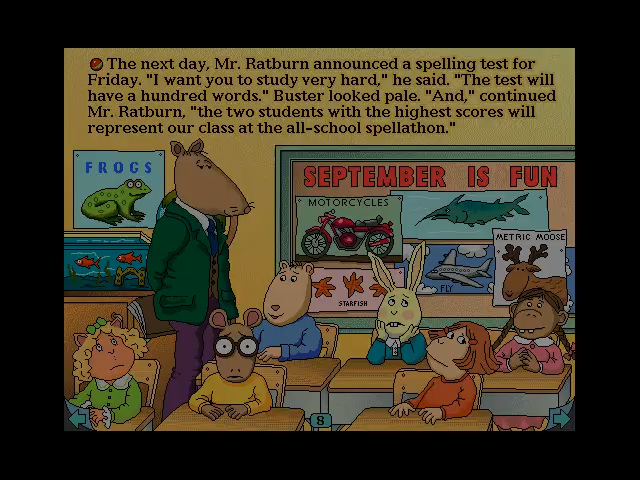 The next day, Mr. Ratburn announced a spelling test for
Friday. "I want you to study very hard," he said. "The test will
have a hundred words." Buster looked pale. "And," continued
Mr. Ratburn, "the two students with the highest scores will
represent our class at the all-school spellathon."
FROGS
SEPTEMBER IS FUN
MOTORCYCLES
METRIC MOOSE
FLY
STARFISH
8